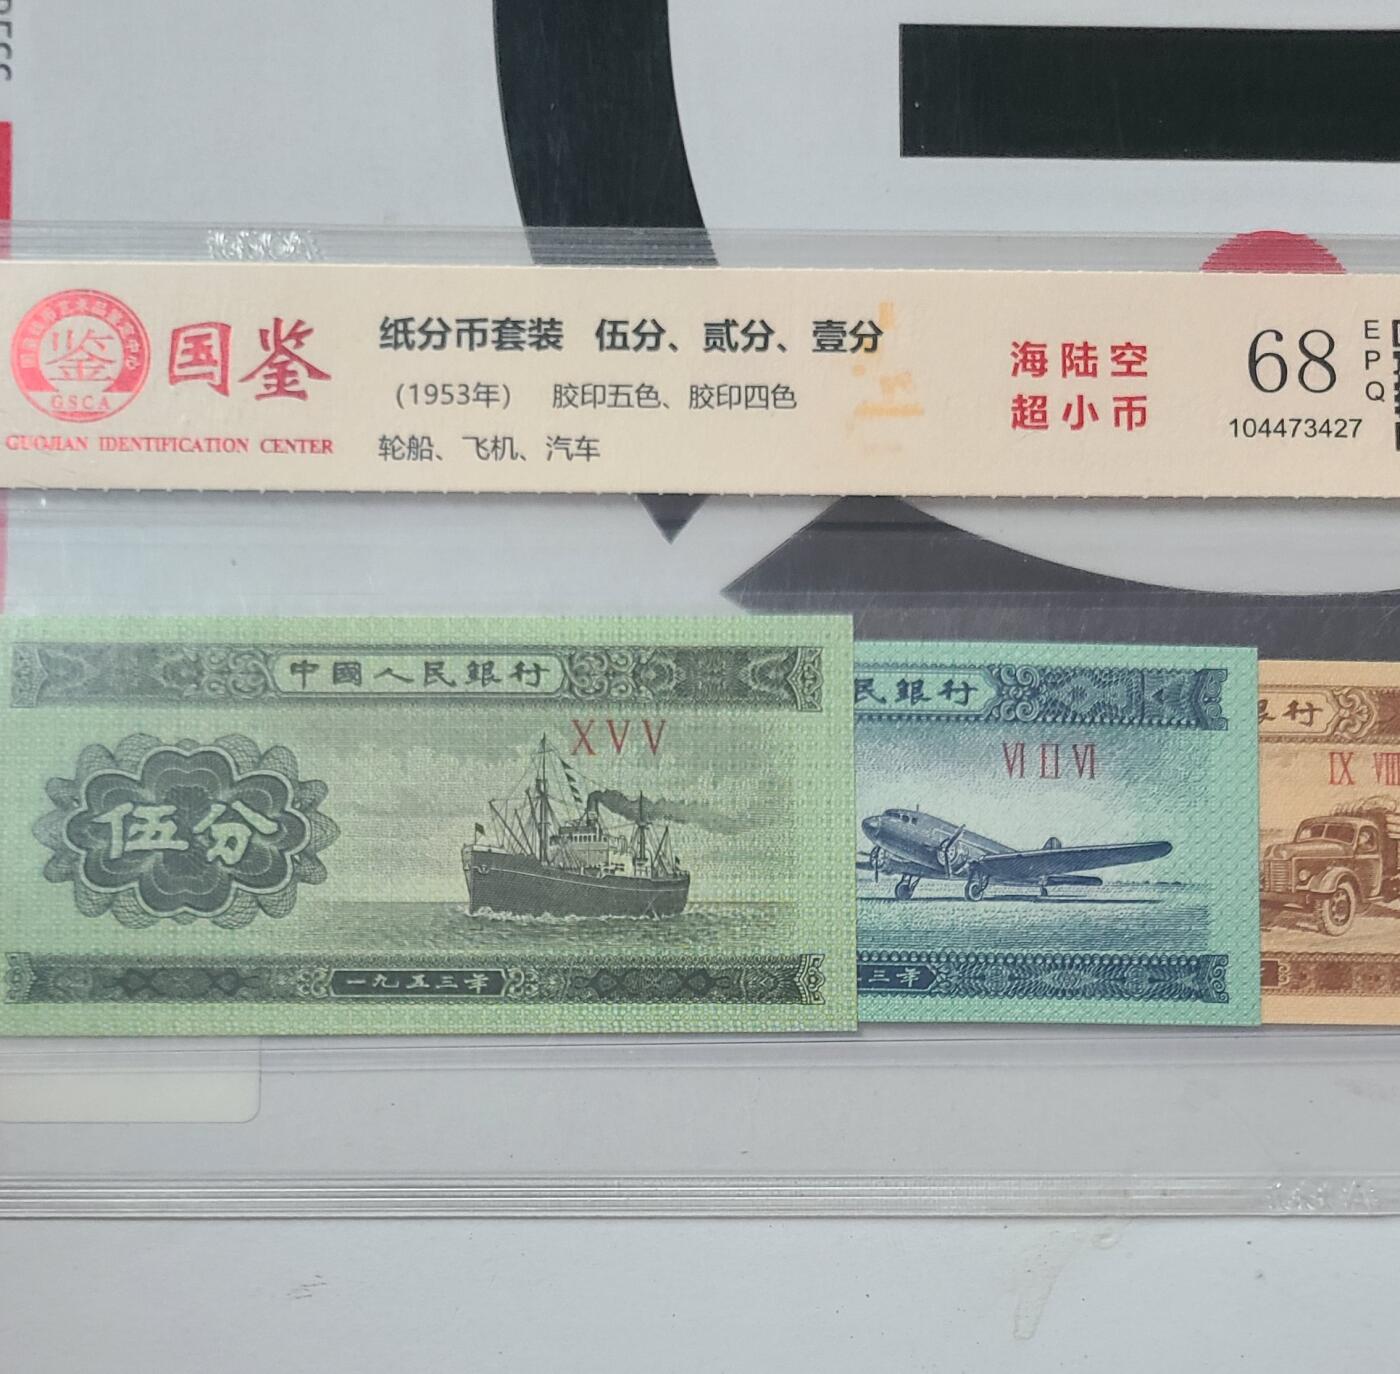 国鉴
GSCA
鉴
GUOJIAN IDENTIFICATION CENTER
纸分币套装 伍分、贰分、壹分
(1953年) 胶印五色、胶印四色
轮船、飞机、汽车
海陆空
超小币
68
EPQ
104473427
中國人民銀行
XVV
伍分
一九五三年
民銀行
VI II VI
三年
行
IX VIII